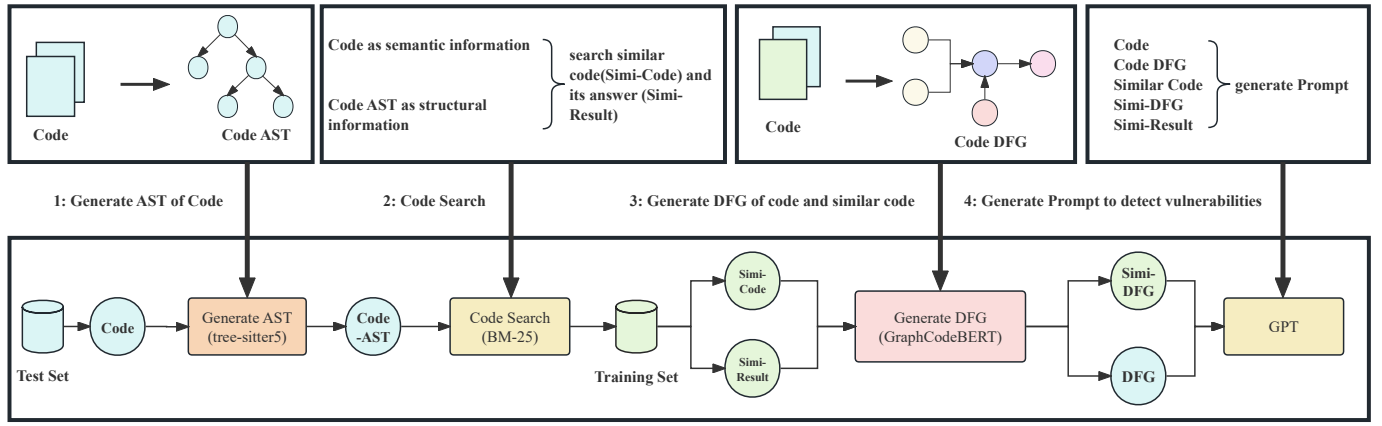 Code
Code AST
Code as semantic information
Code AST as structural
information
search similar
code(Simi-Code) and
its answer (Simi-
Result)
Code
Code DFG
Code
Code DFG
Similar Code
Simi-DFG
Simi-Result
generate Prompt
1: Generate AST of Code
2: Code Search
3: Generate DFG of code and similar code
4: Generate Prompt to detect vulnerabilities
Test Set
Code
Generate AST
(tree-sitter5)
Code
-AST
Code Search
(BM-25)
Training Set
Simi-
Code
Simi-
Result
Generate DFG
(GraphCodeBERT)
Simi-
DFG
DFG
GPT